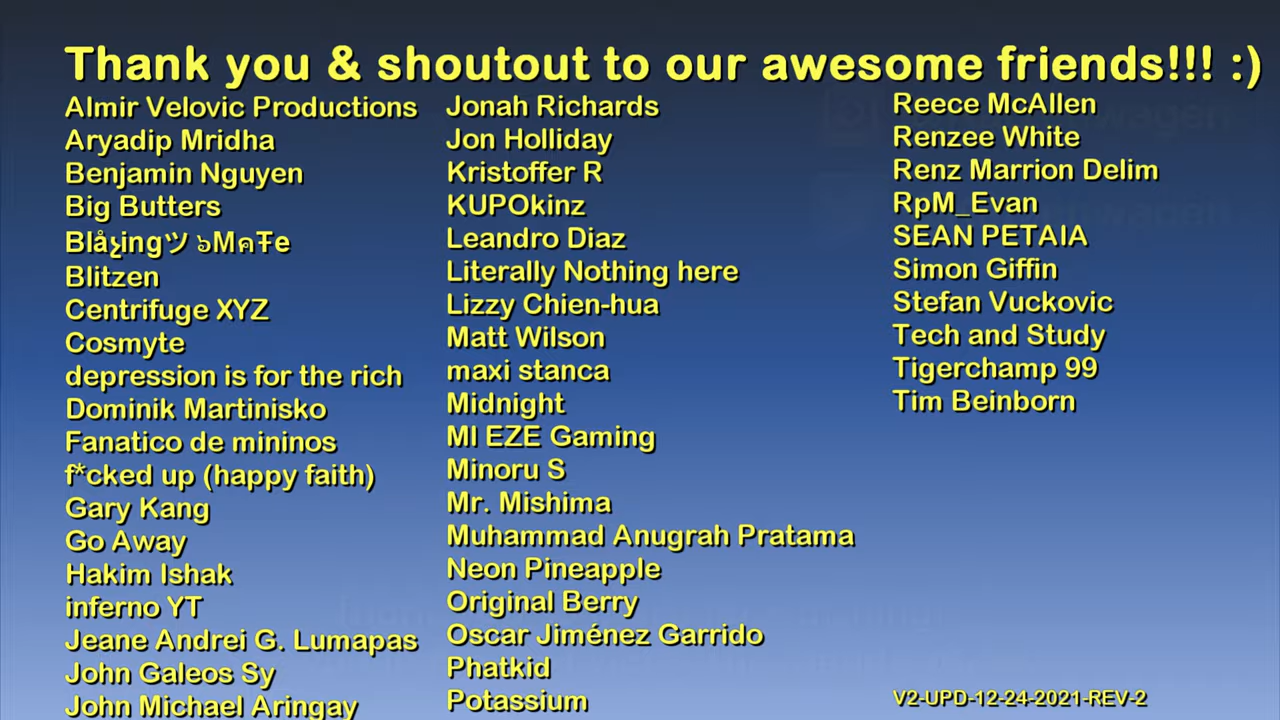 Thank you & shoutout to our awesome friends!!! :)
Almir Velovic Productions
Aryadip Mridha
Benjamin Nguyen
Big Butters
Blåʂingツ ๖MคŦe
Blitzen
Centrifuge XYZ
Cosmyte
depression is for the rich
Dominik Martinisko
Fanatico de mininos
f*cked up (happy faith)
Gary Kang
Go Away
Hakim Ishak
inferno YT
Jeane Andrei G. Lumapas
John Galeos Sy
John Michael Aringay
Jonah Richards
Jon Holliday
Kristoffer R
KUPOkinz
Leandro Diaz
Literally Nothing here
Lizzy Chien-hua
Matt Wilson
maxi stanca
Midnight
MI EZE Gaming
Minoru S
Mr. Mishima
Muhammad Anugrah Pratama
Neon Pineapple
Original Berry
Oscar Jiménez Garrido
Phatkid
Potassium
Reece McAllen
Renzee White
Renz Marrion Delim
RpM_Evan
SEAN PETAIA
Simon Giffin
Stefan Vuckovic
Tech and Study
Tigerchamp 99
Tim Beinborn
V2-UPD-12-24-2021-REV-2